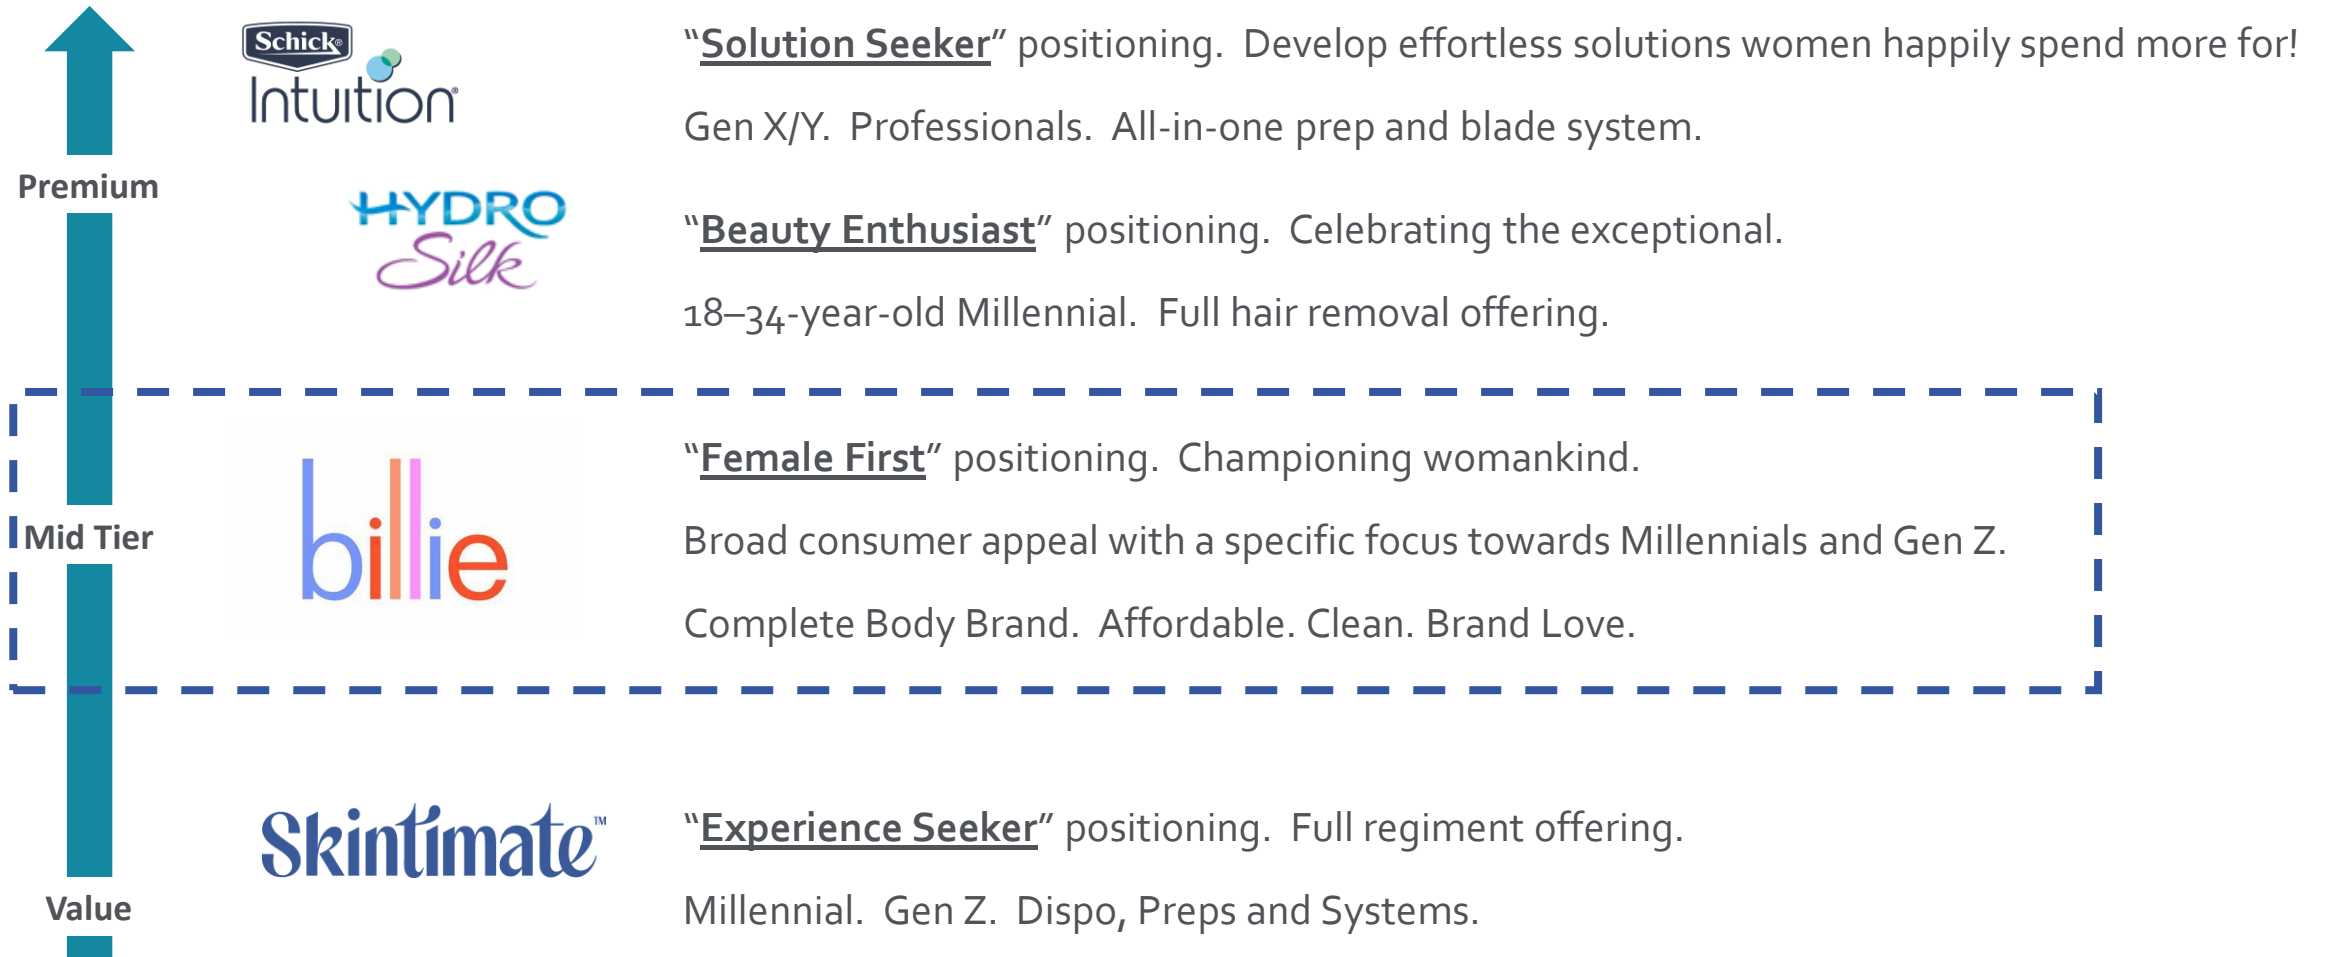 Schick®
Intuition®
“Solution Seeker” positioning. Develop effortless solutions women happily spend more for!
Gen X/Y. Professionals. All-in-one prep and blade system.
Premium
HYDRO
Silk
“Beauty Enthusiast” positioning. Celebrating the exceptional.
18–34-year-old Millennial. Full hair removal offering.
Mid Tier
billie
“Female First” positioning. Championing womankind.
Broad consumer appeal with a specific focus towards Millennials and Gen Z.
Complete Body Brand. Affordable. Clean. Brand Love.
Value
Skintimate™
“Experience Seeker” positioning. Full regiment offering.
Millennial. Gen Z. Dispo, Preps and Systems.